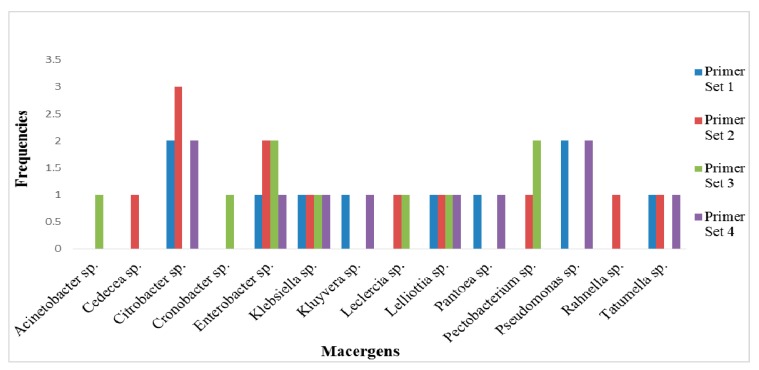 3.5
3
2.5
2
1.5
1
0.5
0
Frequencies
Acinetobacter sp.
Cedecea sp.
Citrobacter sp.
Cronobacter sp.
Enterobacter sp.
Klebsiella sp.
Kluyvera sp.
Leclercia sp.
Lelliottia sp.
Pantoea sp.
Pectobacterium sp.
Pseudomonas sp.
Rahnella sp.
Tatumella sp.
Macergens
Primer
Set 1
Primer
Set 2
Primer
Set 3
Primer
Set 4